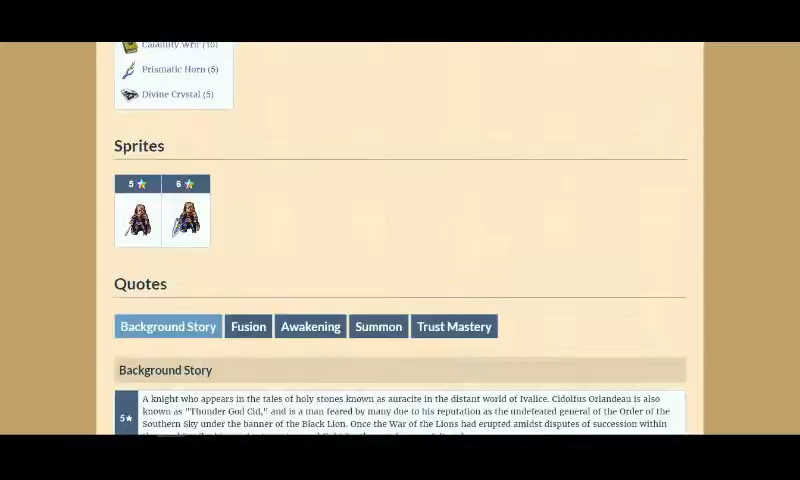 Calamity Writ (10)
Prismatic Horn (5)
Divine Crystal (5)
Sprites
5 6
Quotes
Background Story Fusion Awakening Summon Trust Mastery
Background Story
A knight who appears in the tales of holy stones known as auracite in the distant world of Ivalice. Cidolfus Orlandeau is also
5★ known as "Thunder God Cid," and is a man feared by many due to his reputation as the undefeated general of the Order of the
Southern Sky under the banner of the Black Lion. Once the War of the Lions had erupted amidst disputes of succession within